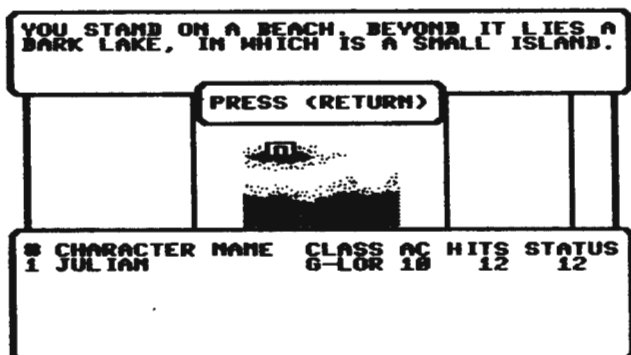 YOU STAND ON A BEACH. BEYOND IT LIES A
DARK LAKE, IN WHICH IS A SMALL ISLAND.
PRESS (RETURN)
# CHARACTER NAME CLASS AC HITS STATUS
1 JULIAN G-LOR 10 12 12